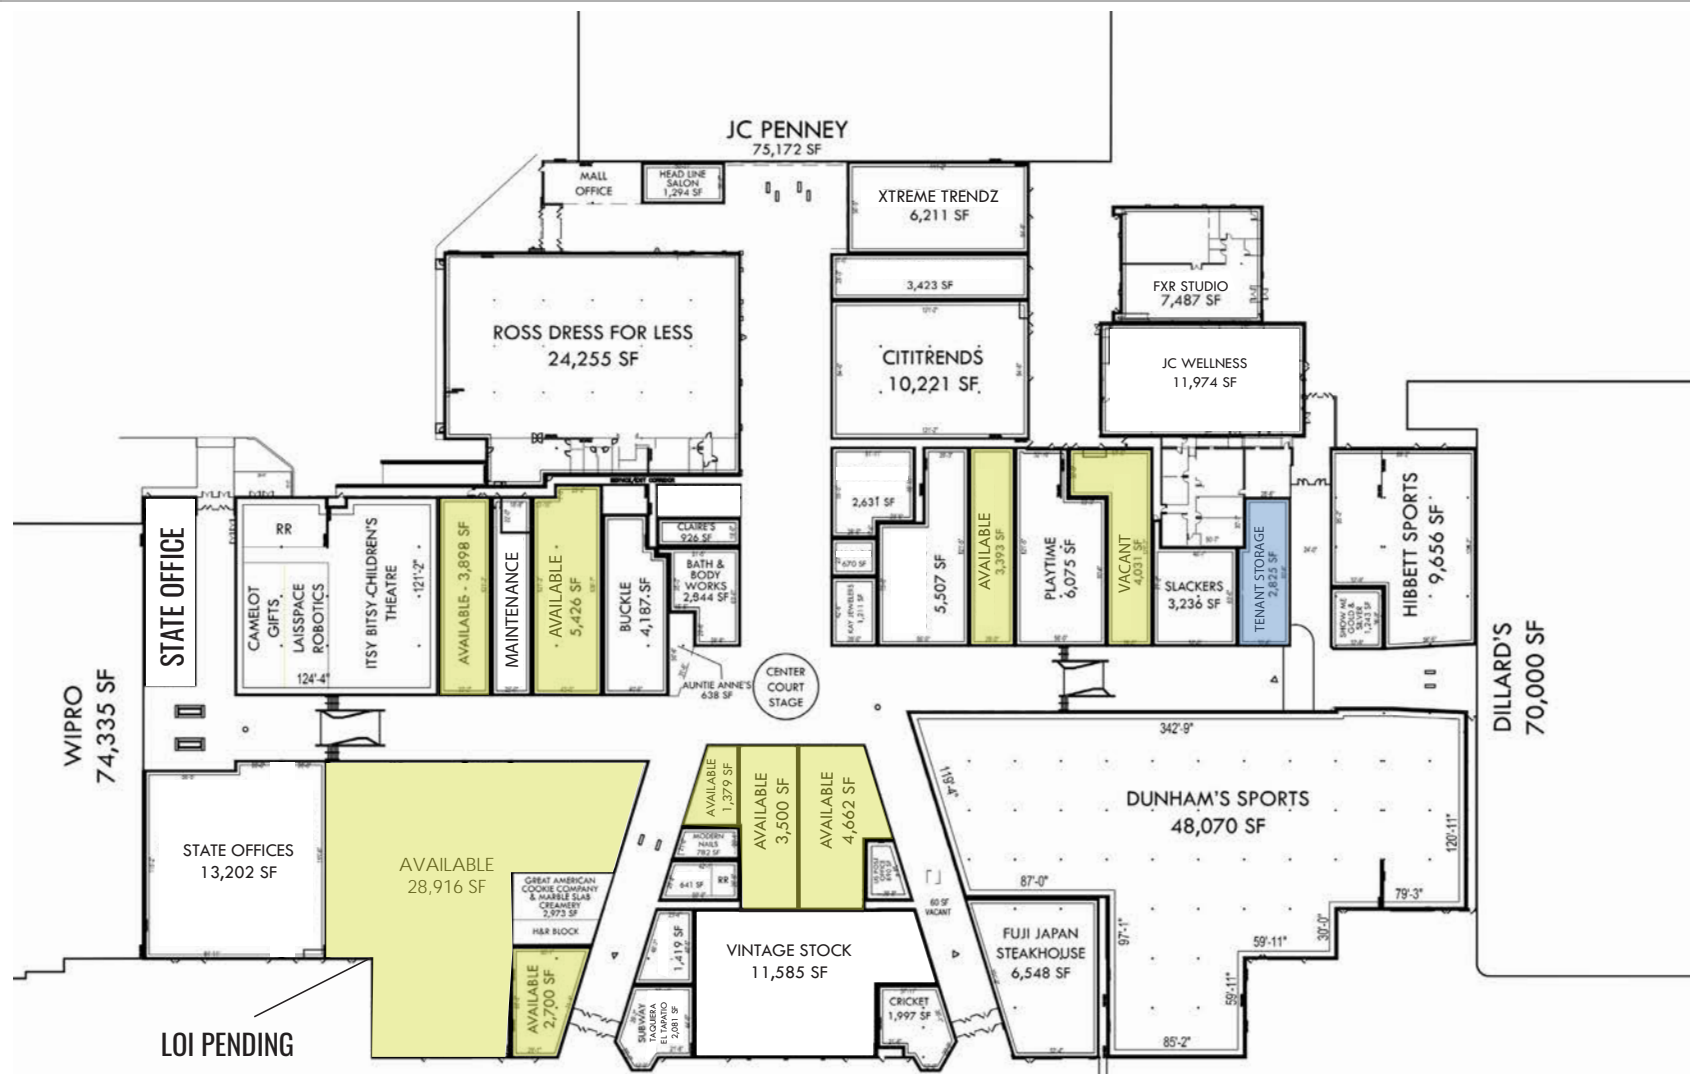 JC PENNEY
75,172 SF
MALL
OFFICE
HEAD LINE
SALON
1,294 SF
XTREME TRENDZ
6,211 SF
3,423 SF
FXR STUDIO
7,487 SF
ROSS DRESS FOR LESS
24,255 SF
CITITRENDS
10,221 SF
JC WELLNESS
11,974 SF
SERVICE/EXIT CORRIDOR
STATE OFFICE
RR
CAMELOT
GIFTS,
LAISSPACE
ROBOTICS
ITSY BITSY CHILDREN'S
THEATRE
121'-2"
124'-4"
AVAILABLE - 3,898 SF
MAINTENANCE
AVAILABLE
5,426 SF
BUCKLE
4,187 SF
CLAIRE'S
926 SF
BATH &
BODY
WORKS
2,844 SF
AUNTIE ANNE'S
638 SF
CENTER
COURT
STAGE
2,631 SF
670 SF
KAY JEWELERS
1,211 SF
5,507 SF
AVAILABLE
3,393 SF
PLAYTIME
6,075 SF
VACANT
4,031 SF
SLACKERS
3,236 SF
TENANT STORAGE
2,825 SF
HIBBETT SPORTS
9,656 SF
SHOW ME
GOLD &
SILVER
1,243 SF
WIPRO
74,335 SF
DILLARD'S
70,000 SF
STATE OFFICES
13,202 SF
AVAILABLE
28,916 SF
GREAT AMERICAN
COOKIE COMPANY
& MARBLE SLAB
CREAMERY
2,973 SF
H&R BLOCK
AVAILABLE
2,700 SF
LOI PENDING
AVAILABLE
1,379 SF
AVAILABLE
3,500 SF
AVAILABLE
4,662 SF
MODERN
NAILS
782 SF
641 SF
RR
US POST
OFFICE
60 SF
VACANT
1,419 SF
VINTAGE STOCK
11,585 SF
SUBWAY
TAQUIERA
EL TAPATIO
2,081 SF
CRICKET
1,997 SF
FUJI JAPAN
STEAKHOUSE
6,548 SF
342'-9"
119'-4"
DUNHAM'S SPORTS
48,070 SF
120'-11"
87'-0"
79'-3"
97'-1"
30'-0"
59'-11"
59'-11"
85'-2"